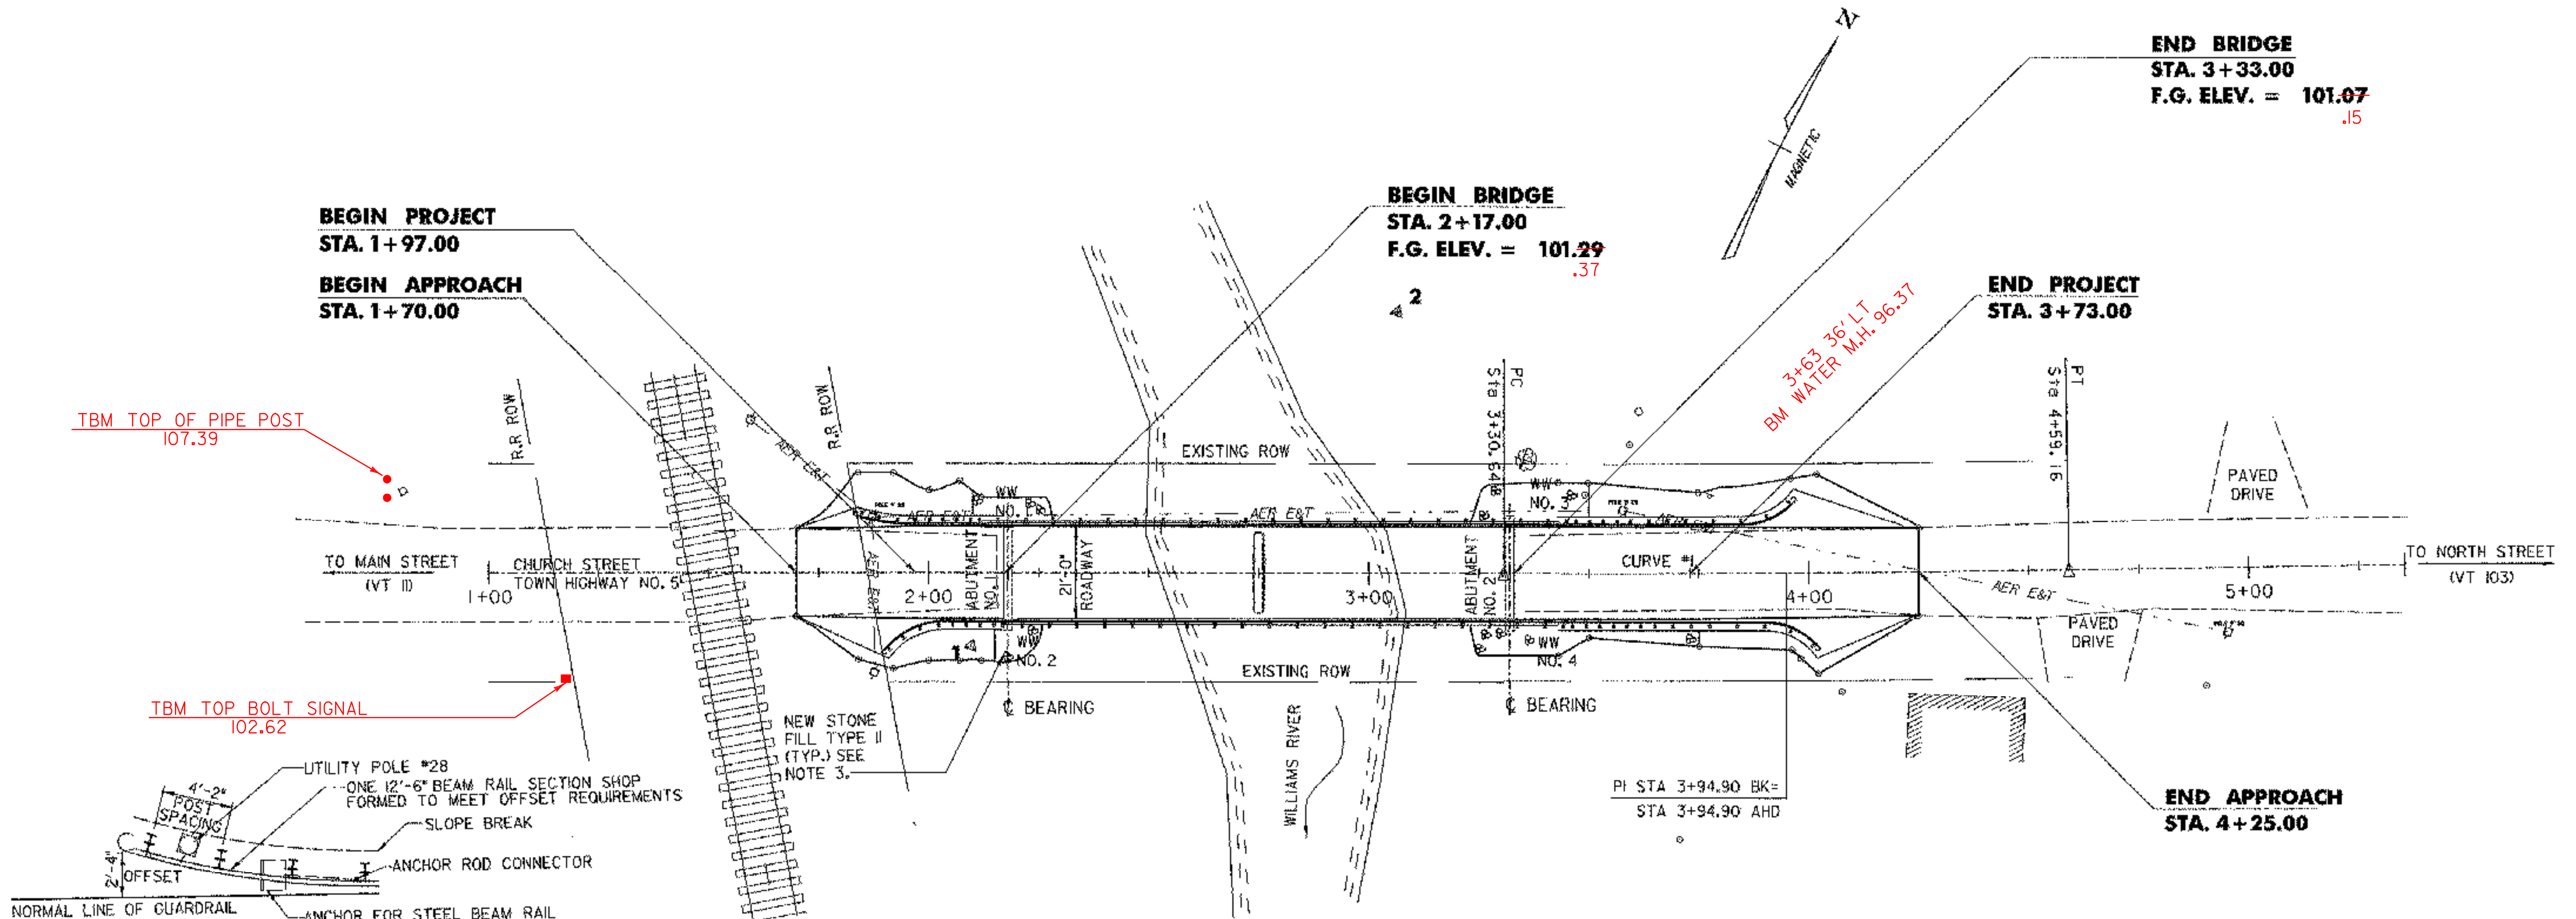 N
MAGNETIC
END BRIDGE
STA. 3+33.00
F.G. ELEV. = 101.07
.15
BEGIN BRIDGE
STA. 2+17.00
F.G. ELEV. = 101.29
.37
BEGIN PROJECT
STA. 1+97.00
BEGIN APPROACH
STA. 1+70.00
2
END PROJECT
STA. 3+73.00
3+63 36' LT
BM WATER M.H. 96.37
PC
Sta 3+30.64
PT
Sta 4+59.16
TBM TOP OF PIPE POST
107.39
R.R ROW
R.R ROW
AER E&T
EXISTING ROW
PAVED
DRIVE
WW
NO. 1
WW
NO. 3
AER E&T
AER E&T
AER E&T
TO MAIN STREET
(VT 11)
CHURCH STREET
TOWN HIGHWAY NO. 5
AER E&T
ABUTMENT
NO. 1
21'-0"
ROADWAY
ABUTMENT
NO. 2
CURVE #1
TO NORTH STREET
(VT 103)
1+00
2+00
3+00
4+00
5+00
AER E&T
PAVED
DRIVE
1
WW
NO. 2
WW
NO. 4
EXISTING ROW
TBM TOP BOLT SIGNAL
102.62
℄ BEARING
℄ BEARING
NEW STONE
FILL TYPE II
(TYP.) SEE
NOTE 3.
WILLIAMS RIVER
PI STA 3+94.90 BK=
STA 3+94.90 AHD
END APPROACH
STA. 4+25.00
UTILITY POLE #28
ONE 12'-6" BEAM RAIL SECTION SHOP
FORMED TO MEET OFFSET REQUIREMENTS
4'-2"
POST
SPACING
SLOPE BREAK
ANCHOR ROD CONNECTOR
2'-4"
OFFSET
NORMAL LINE OF GUARDRAIL
ANCHOR FOR STEEL BEAM RAIL